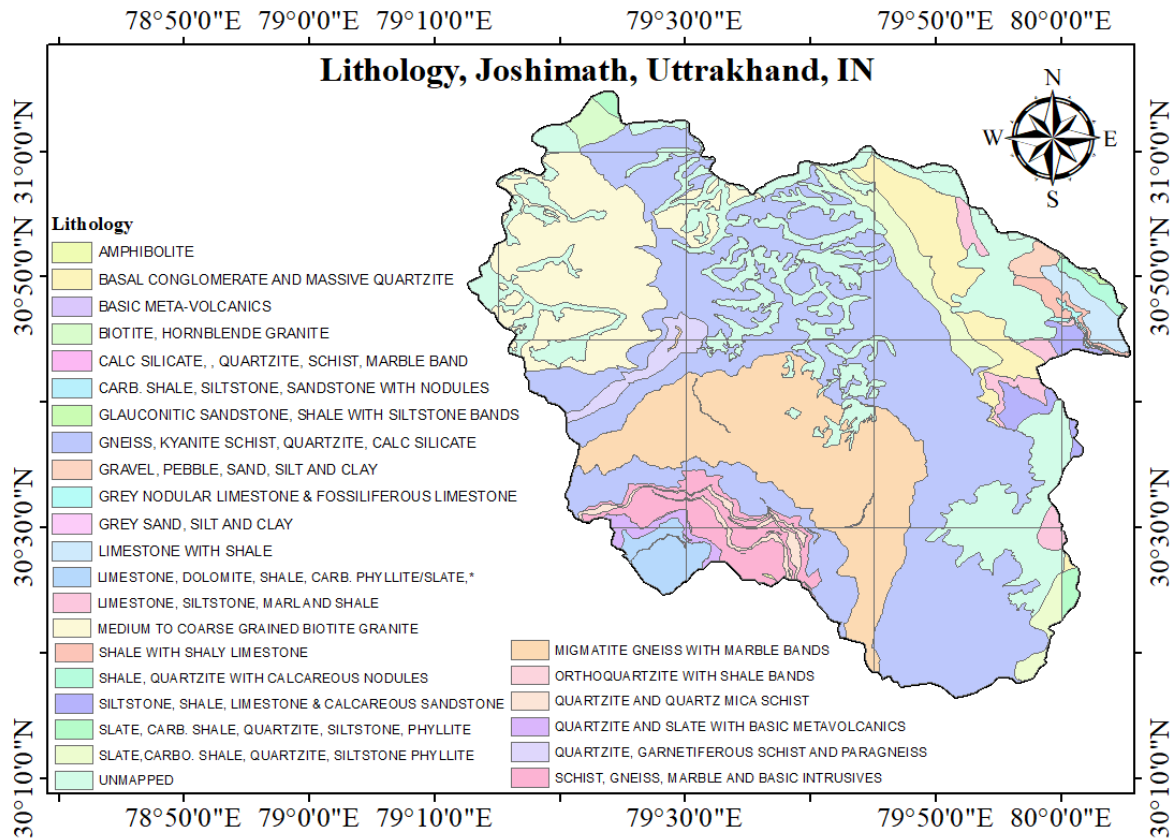 78°50'0"E 79°0'0"E 79°10'0"E 79°30'0"E 79°50'0"E 80°0'0"E
Lithology, Joshimath, Uttrakhand, IN
N
W E
S
31°0'0"N 31°0'0"N
30°50'0"N 30°50'0"N
30°30'0"N 30°30'0"N
30°10'0"N 30°10'0"N
Lithology
AMPHIBOLITE
BASAL CONGLOMERATE AND MASSIVE QUARTZITE
BASIC META-VOLCANICS
BIOTITE, HORNBLENDE GRANITE
CALC SILICATE, , QUARTZITE, SCHIST, MARBLE BAND
CARB. SHALE, SILTSTONE, SANDSTONE WITH NODULES
GLAUCONITIC SANDSTONE, SHALE WITH SILTSTONE BANDS
GNEISS, KYANITE SCHIST, QUARTZITE, CALC SILICATE
GRAVEL, PEBBLE, SAND, SILT AND CLAY
GREY NODULAR LIMESTONE & FOSSILIFEROUS LIMESTONE
GREY SAND, SILT AND CLAY
LIMESTONE WITH SHALE
LIMESTONE, DOLOMITE, SHALE, CARB. PHYLLITE/SLATE,*
LIMESTONE, SILTSTONE, MARLAND SHALE
MEDIUM TO COARSE GRAINED BIOTITE GRANITE
SHALE WITH SHALY LIMESTONE
SHALE, QUARTZITE WITH CALCAREOUS NODULES
SILTSTONE, SHALE, LIMESTONE & CALCAREOUS SANDSTONE
SLATE, CARB. SHALE, QUARTZITE, SILTSTONE, PHYLLITE
SLATE,CARBO. SHALE, QUARTZITE, SILTSTONE PHYLLITE
UNMAPPED
MIGMATITE GNEISS WITH MARBLE BANDS
ORTHOQUARTZITE WITH SHALE BANDS
QUARTZITE AND QUARTZ MICA SCHIST
QUARTZITE AND SLATE WITH BASIC METAVOLCANICS
QUARTZITE, GARNETIFEROUS SCHIST AND PARAGNEISS
SCHIST, GNEISS, MARBLE AND BASIC INTRUSIVES
78°50'0"E 79°0'0"E 79°10'0"E 79°30'0"E 79°50'0"E 80°0'0"E